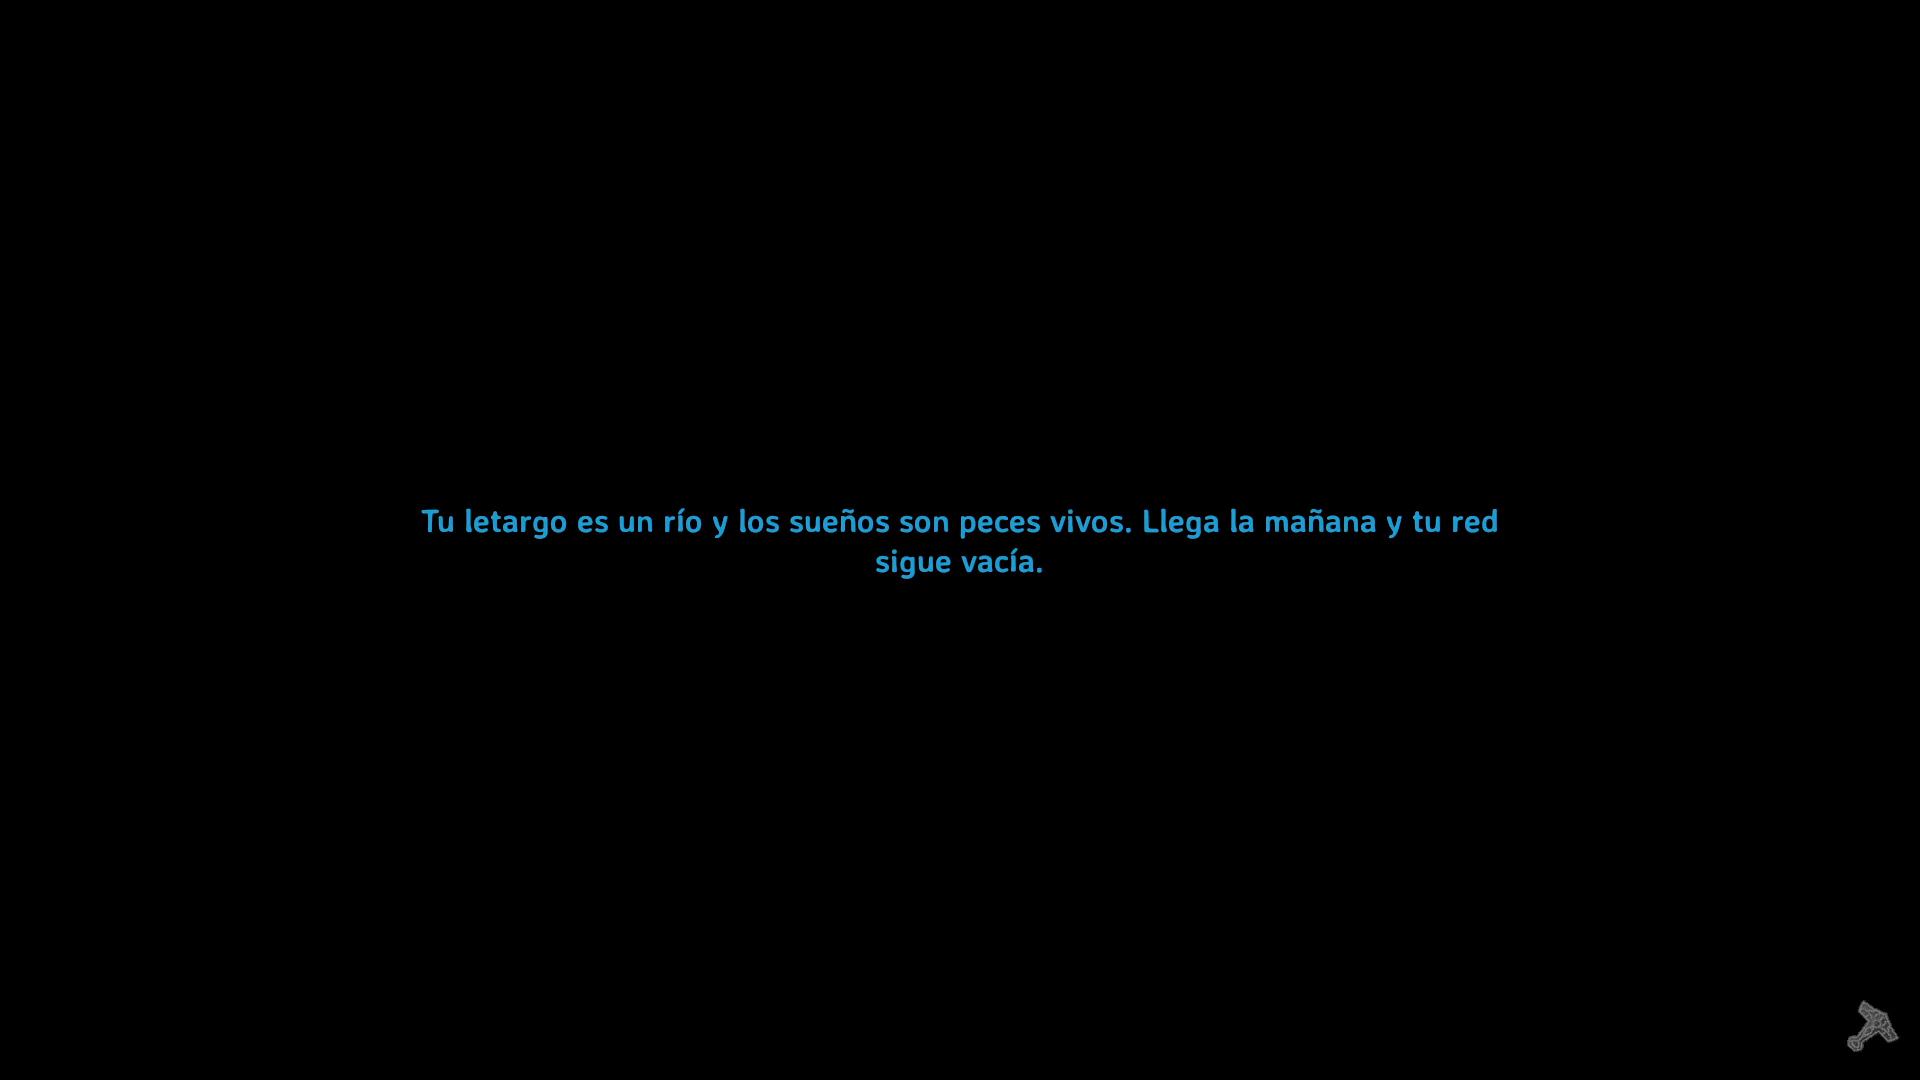 Tu letargo es un río y los sueños son peces vivos. Llega la mañana y tu red
sigue vacía.